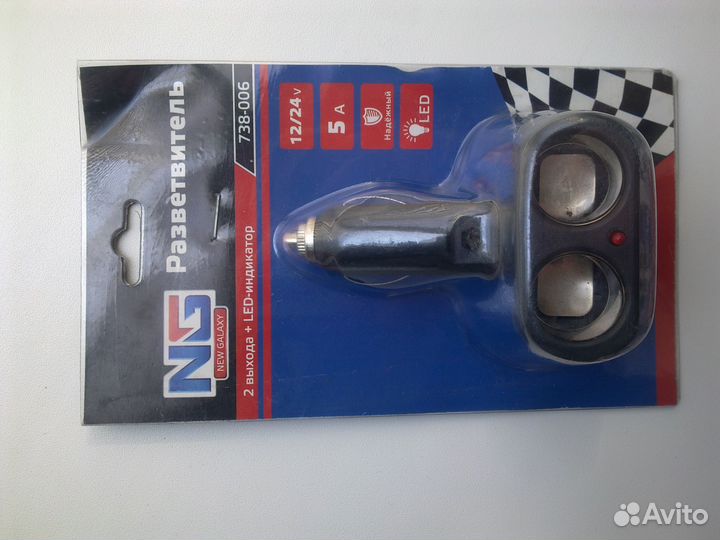 NG
NEW GALAXY
Разветвитель
738-006
2 выхода + LED-индикатор
12/24 V
5 A
Надёжный
LED
Avito